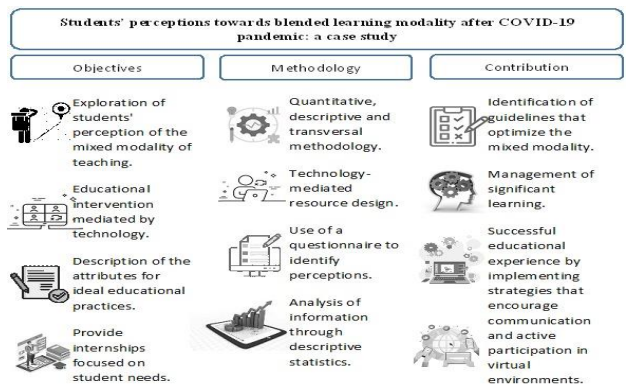 Students' perceptions towards blended learning modality after COVID-19
pandemic: a case study
Objectives
Exploration of
students'
perception of the
mixed modality of
teaching.
Educational
intervention
mediated by
technology.
Description of the
attributes for
ideal educational
practices.
Provide
internships
focused on
student needs.
Methodology
Quantitative,
descriptive and
transversal
methodology.
Technology-
mediated
resource design.
Use of a
questionnaire to
identify
perceptions.
Analysis of
information
through
descriptive
statistics.
Contribution
Identification of
guidelines that
optimize the
mixed modality.
Management of
significant
learning.
Successful
educational
experience by
implementing
strategies that
encourage
communication
and active
participation in
virtual
environments.